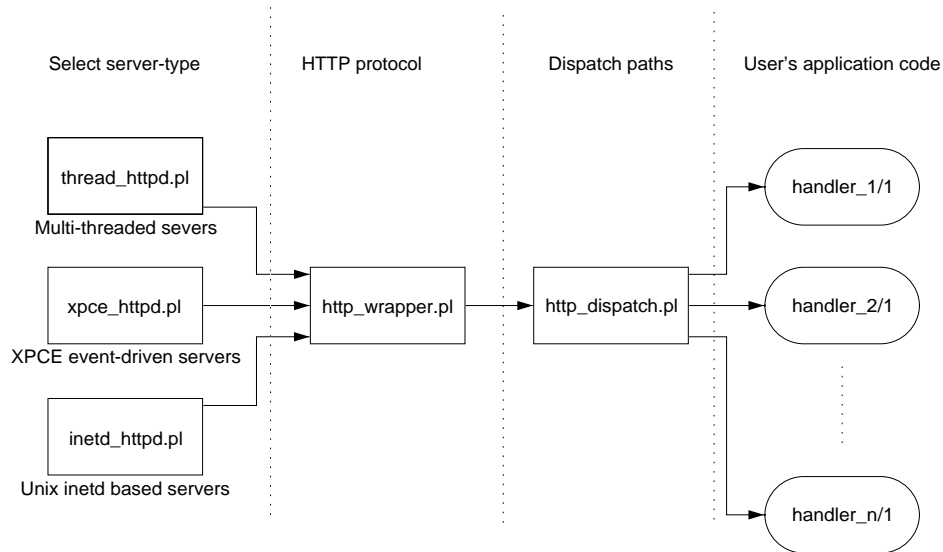 Select server-type
HTTP protocol
Dispatch paths
User's application code
thread_httpd.pl
Multi-threaded severs
xpce_httpd.pl
XPCE event-driven servers
inetd_httpd.pl
Unix inetd based servers
http_wrapper.pl
http_dispatch.pl
handler_1/1
handler_2/1
handler_n/1